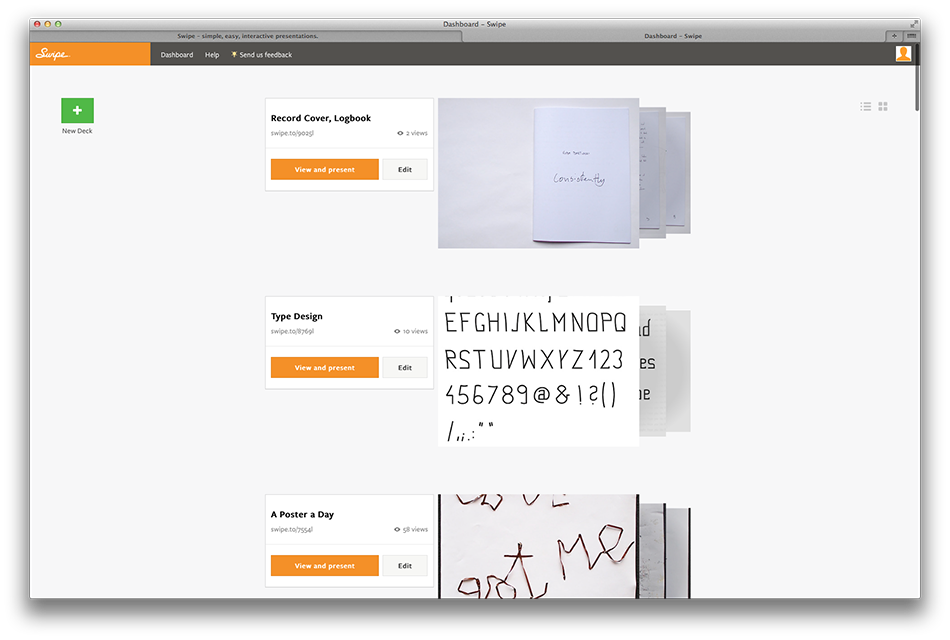 Dashboard – Swipe
Swipe – simple, easy, interactive presentations.
Dashboard – Swipe
Swipe
Dashboard
Help
Send us feedback
New Deck
Record Cover, Logbook
swipe.to/9025l
2 views
View and present
Edit
Consistently
Type Design
swipe.to/8769l
10 views
View and present
Edit
EFGHIJKLMNOPQ
RSTUVWXYZ123
456789@&!?()
/,;.:""
A Poster a Day
swipe.to/7554l
58 views
View and present
Edit
got Me